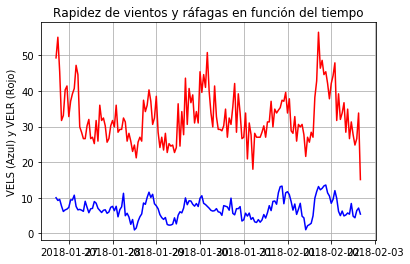 Rapidez de vientos y ráfagas en función del tiempo
VELS (Azul) y VELR (Rojo)
50
40
30
20
10
0
2018-01-27 2018-01-28 2018-01-29 2018-01-30 2018-01-31 2018-02-01 2018-02-02 2018-02-03